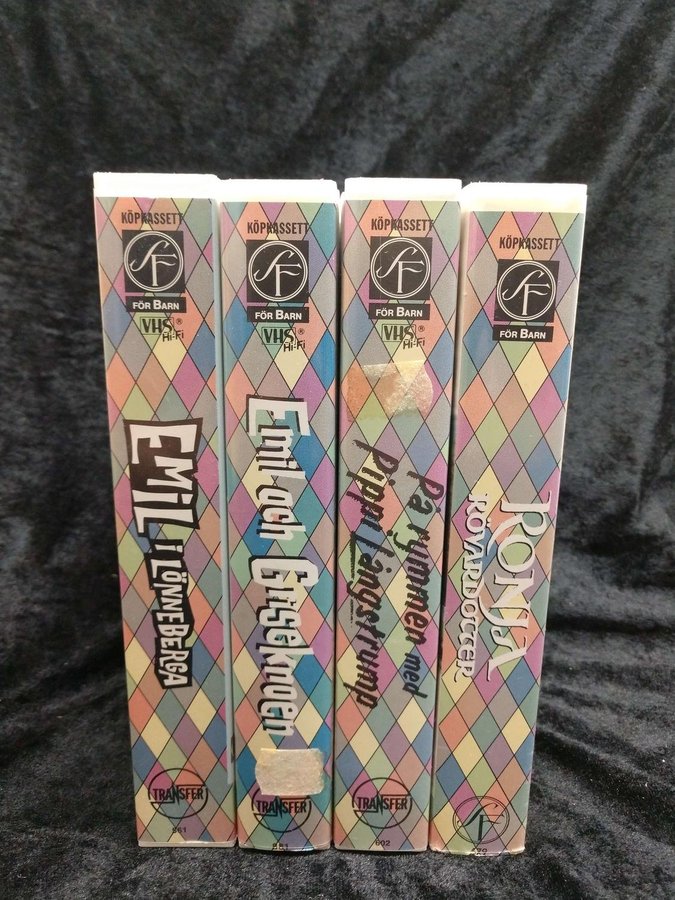 KÖPKASSETT
SF
FÖR BARN
VHS®
Hi-Fi
EMIL
I LÖNNEBERGA
TRANSFER
KÖPKASSETT
SF
FÖR BARN
VHS®
Hi-Fi
Emil och Griseknoen
TRANSFER
KÖPKASSETT
SF
FÖR BARN
VHS®
Hi-Fi
På rymmen med
Pippi Långstrump
TRANSFER
802
KÖPKASSETT
SF
FÖR BARN
RONJA
RÖVARDOTTER
SF